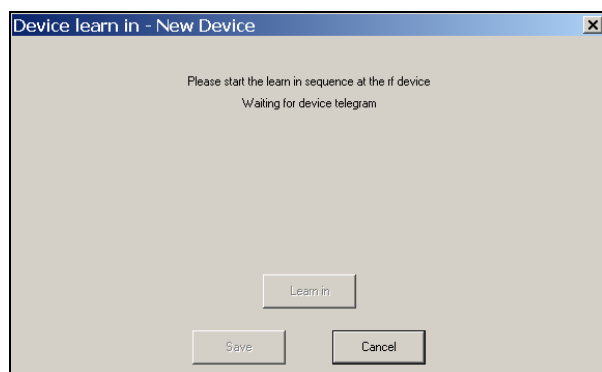 Device learn in - New Device
Please start the learn in sequence at the rf device
Waiting for device telegram
Learn in
Save Cancel